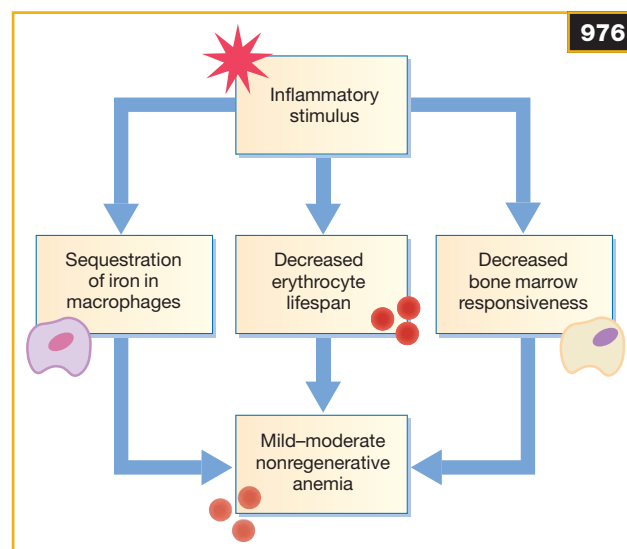 976
Inflammatory
stimulus
Sequestration
of iron in
macrophages
Decreased
erythrocyte
lifespan
Decreased
bone marrow
responsiveness
Mild–moderate
nonregenerative
anemia